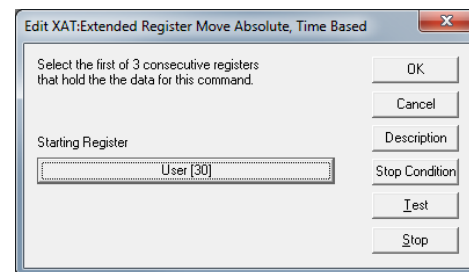 Edit XAT:Extended Register Move Absolute, Time Based
Select the first of 3 consecutive registers
that hold the the data for this command.
Starting Register
User [30]
OK
Cancel
Description
Stop Condition
Test
Stop